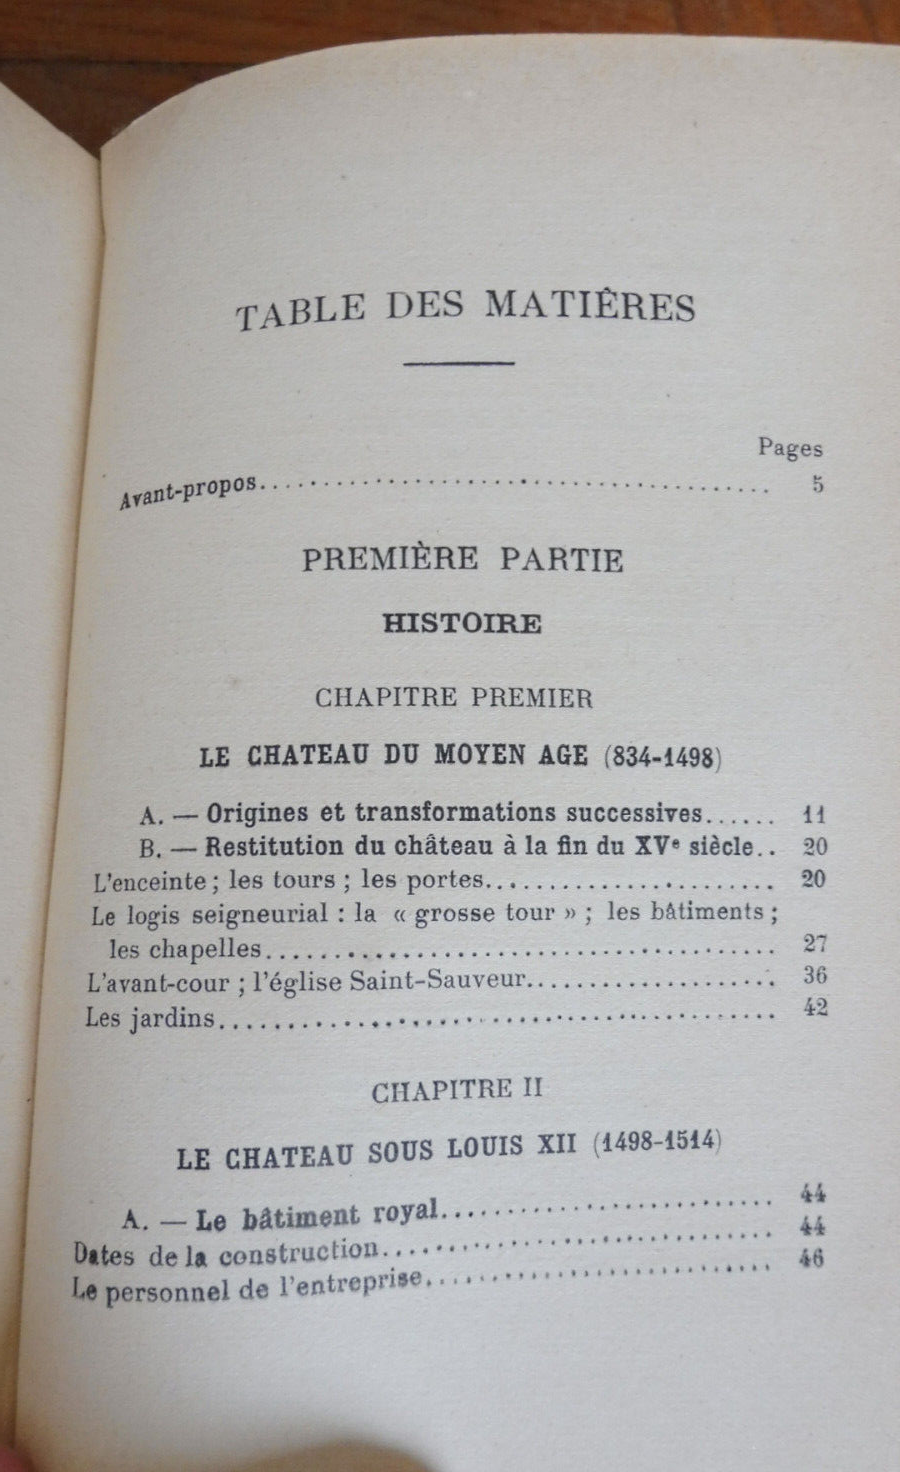 TABLE DES MATIÈRES
Pages
Avant-propos........................................ 5
PREMIÈRE PARTIE
HISTOIRE
CHAPITRE PREMIER
LE CHATEAU DU MOYEN AGE (834-1498)
A. — Origines et transformations successives...... 11
B. — Restitution du château à la fin du XVᵉ siècle.. 20
L'enceinte ; les tours ; les portes...................... 20
Le logis seigneurial : la « grosse tour » ; les bâtiments ;
les chapelles...................................... 27
L'avant-cour ; l'église Saint-Sauveur................... 36
Les jardins......................................... 42
CHAPITRE II
LE CHATEAU SOUS LOUIS XII (1498-1514)
A. — Le bâtiment royal........................... 44
Dates de la construction............................... 44
Le personnel de l'entreprise........................... 46